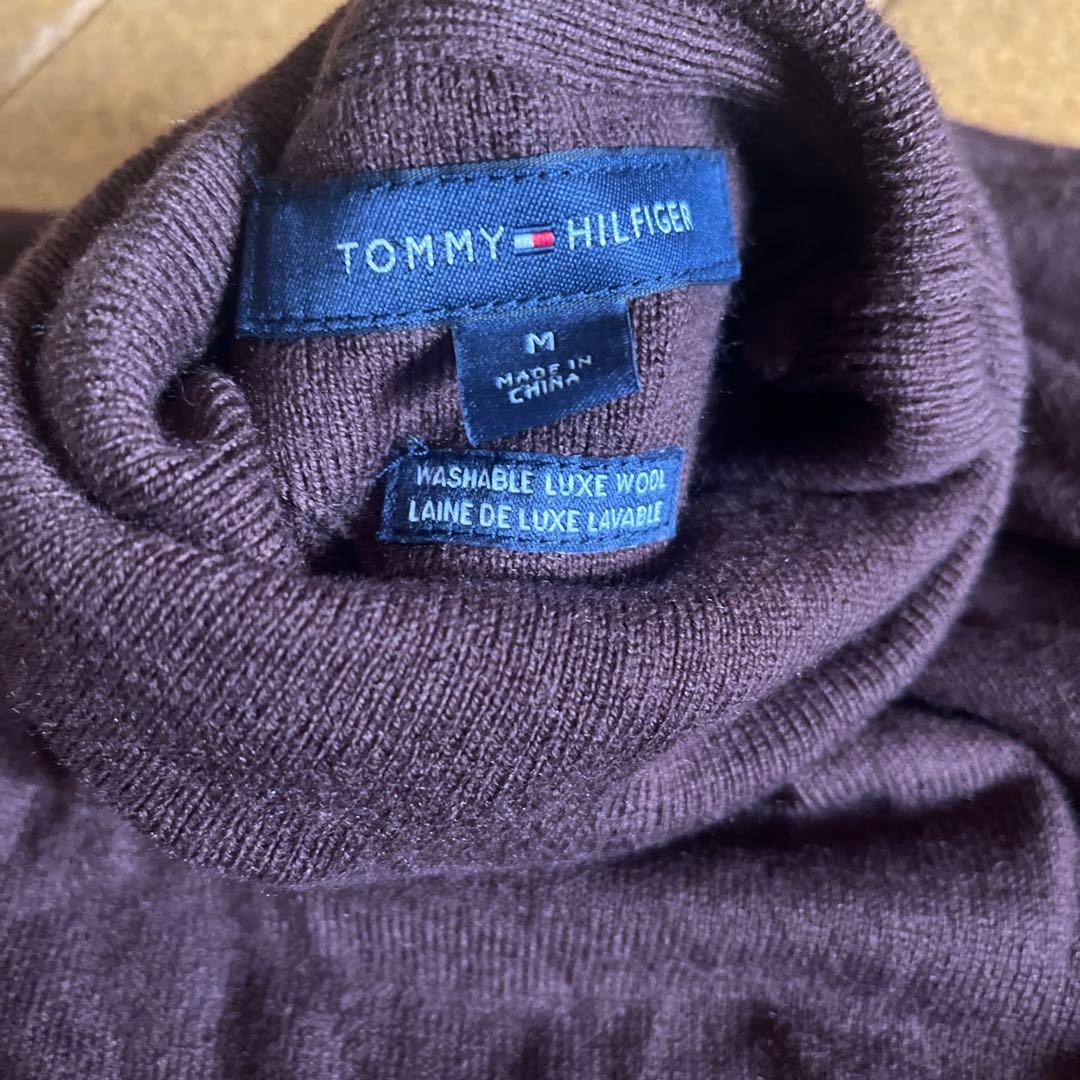 TOMMY HILFIGER
M
MADE IN
CHINA
WASHABLE LUXE WOOL
LAINE DE LUXE LAVABLE